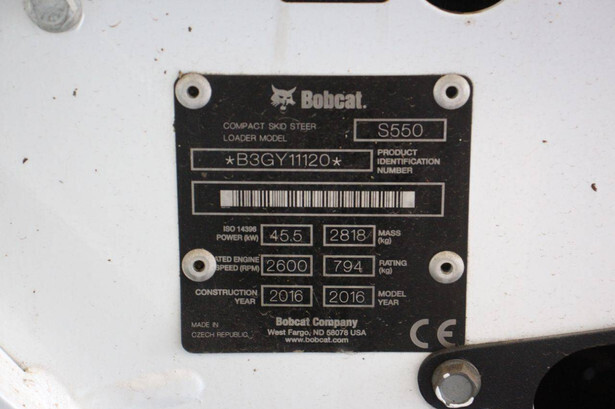 Bobcat.
COMPACT SKID STEER
LOADER MODEL
S550
*B3GY11120*
PRODUCT
IDENTIFICATION
NUMBER
ISO 14396
POWER (kW)
45.5
2818
MASS
(kg)
ENGINE
SPEED (RPM)
2600
794
RATING
(kg)
CONSTRUCTION
YEAR
2016
2016
MODEL
YEAR
MADE IN
CZECH REPUBLIC
Bobcat Company
West Fargo, ND 58078 USA
www.bobcat.com
CE